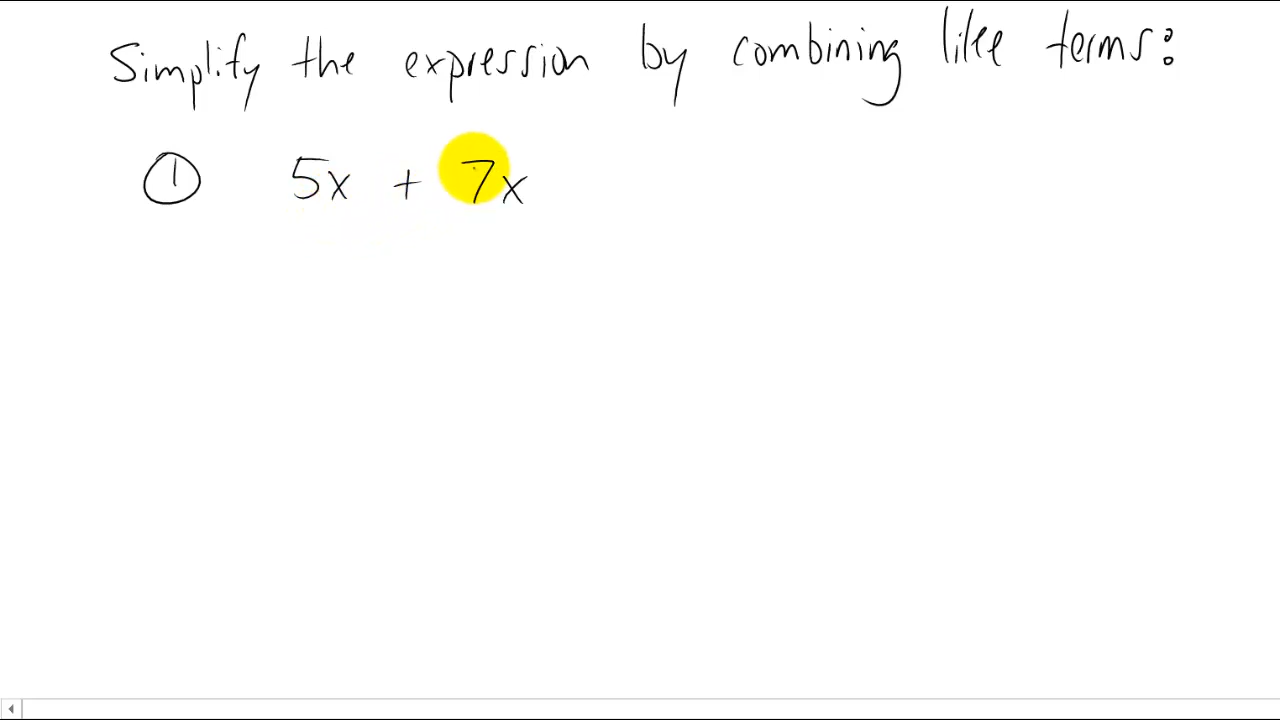 Simplify the expression by combining like terms:
① 5x + 7x